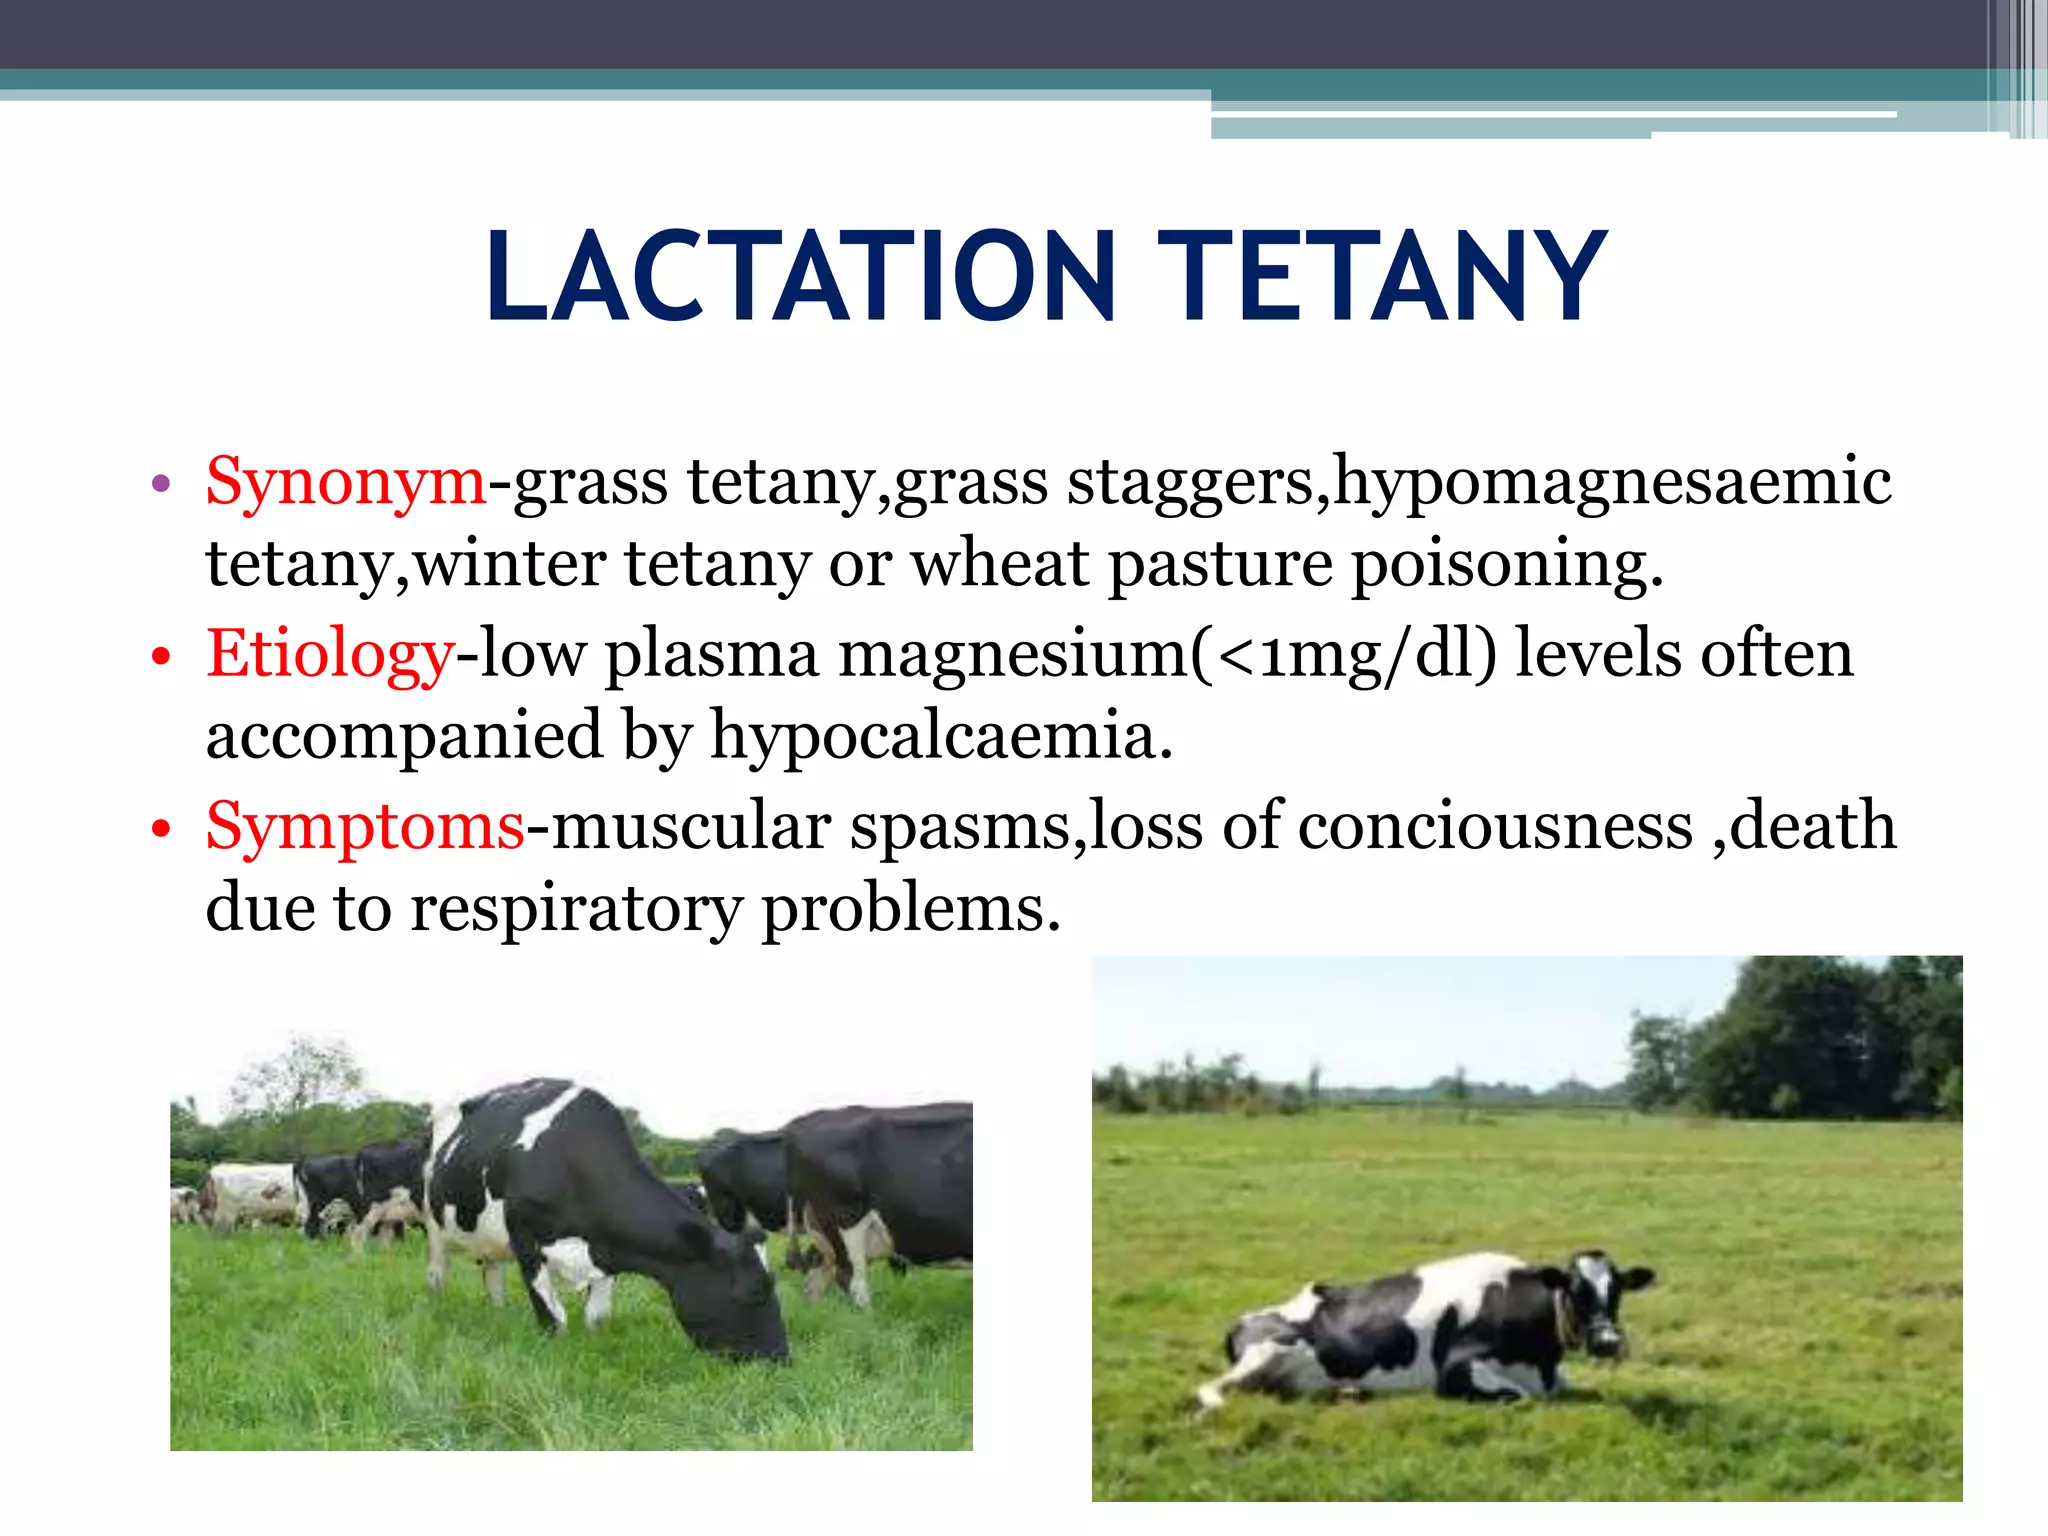 LACTATION TETANY
• Synonym-grass tetany,grass staggers,hypomagnesaemic
tetany,winter tetany or wheat pasture poisoning.
• Etiology-low plasma magnesium(<1mg/dl) levels often
accompanied by hypocalcaemia.
• Symptoms-muscular spasms,loss of conciousness ,death
due to respiratory problems.